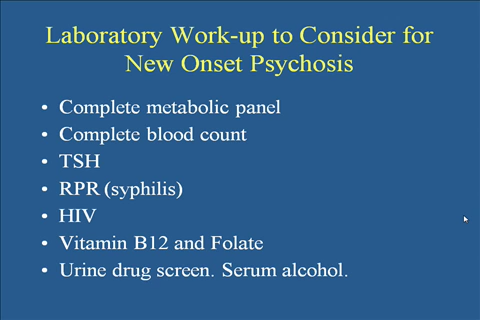 Laboratory Work-up to Consider for
New Onset Psychosis
• Complete metabolic panel
• Complete blood count
• TSH
• RPR (syphilis)
• HIV
• Vitamin B12 and Folate
• Urine drug screen. Serum alcohol.